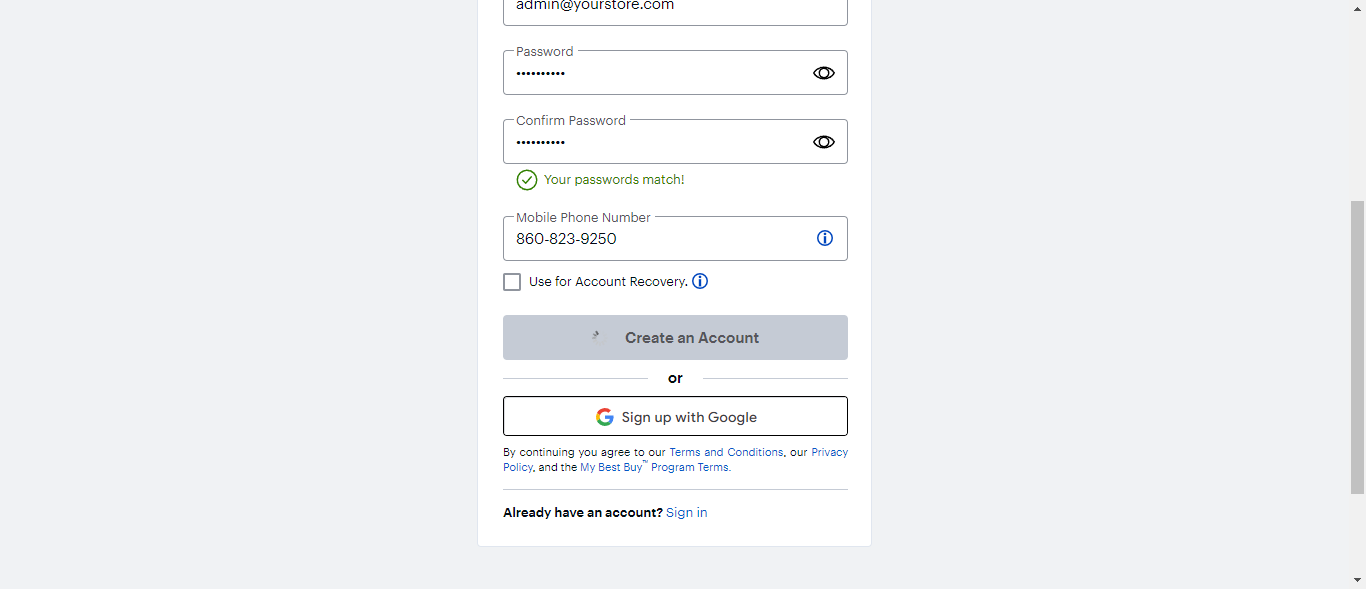 admin@yourstore.com
Password
••••••••••
Confirm Password
••••••••••
Your passwords match!
Mobile Phone Number
860-823-9250
Use for Account Recovery.
Create an Account
or
Sign up with Google
By continuing you agree to our Terms and Conditions, our Privacy
Policy, and the My Best Buy™ Program Terms.
Already have an account? Sign in